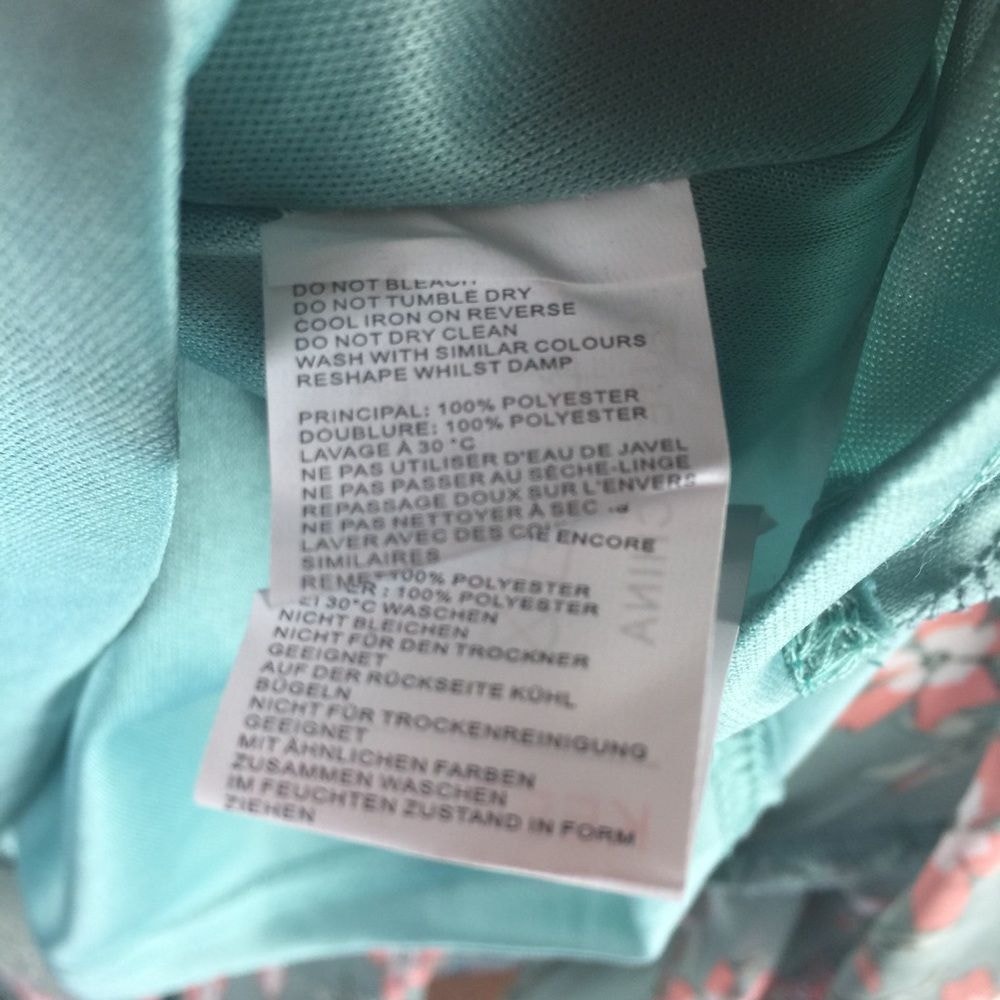 DO NOT BLEACH
DO NOT TUMBLE DRY
COOL IRON ON REVERSE
DO NOT DRY CLEAN
WASH WITH SIMILAR COLOURS
RESHAPE WHILST DAMP
PRINCIPAL: 100% POLYESTER
DOUBLURE: 100% POLYESTER
LAVAGE À 30 °C
NE PAS UTILISER D'EAU DE JAVEL
NE PAS PASSER AU SÈCHE-LINGE
REPASSAGE DOUX SUR L'ENVERS
NE PAS NETTOYER À SEC
LAVER AVEC DES ENCORE
SIMILAIRES
100% POLYESTER
: 100% POLYESTER
30°C WASCHEN
NICHT BLEICHEN
NICHT FÜR DEN TROCKNER
GEEIGNET
AUF DER RÜCKSEITE KÜHL
BÜGELN
NICHT FÜR TROCKENREINIGUNG
GEEIGNET
MIT ÄHNLICHEN FARBEN
ZUSAMMEN WASCHEN
IM FEUCHTEN ZUSTAND IN FORM
ZIEHEN